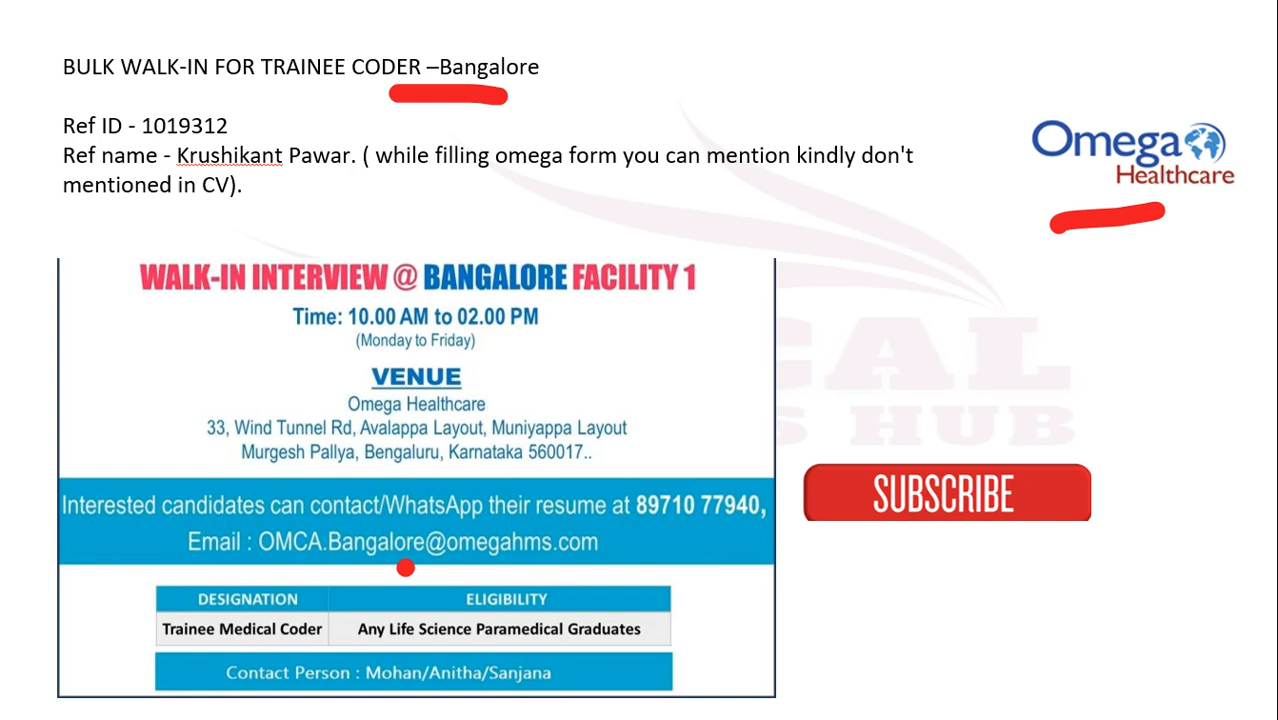 BULK WALK-IN FOR TRAINEE CODER –Bangalore
Ref ID - 1019312
Ref name - Krushikant Pawar. ( while filling omega form you can mention kindly don't
mentioned in CV).
Omega
Healthcare
WALK-IN INTERVIEW @ BANGALORE FACILITY 1
Time: 10.00 AM to 02.00 PM
(Monday to Friday)
VENUE
Omega Healthcare
33, Wind Tunnel Rd, Avalappa Layout, Muniyappa Layout
Murgesh Pallya, Bengaluru, Karnataka 560017..
Interested candidates can contact/WhatsApp their resume at 89710 77940,
Email : OMCA.Bangalore@omegahms.com
DESIGNATION ELIGIBILITY
Trainee Medical Coder Any Life Science Paramedical Graduates
Contact Person : Mohan/Anitha/Sanjana
CAL
S HUB
SUBSCRIBE